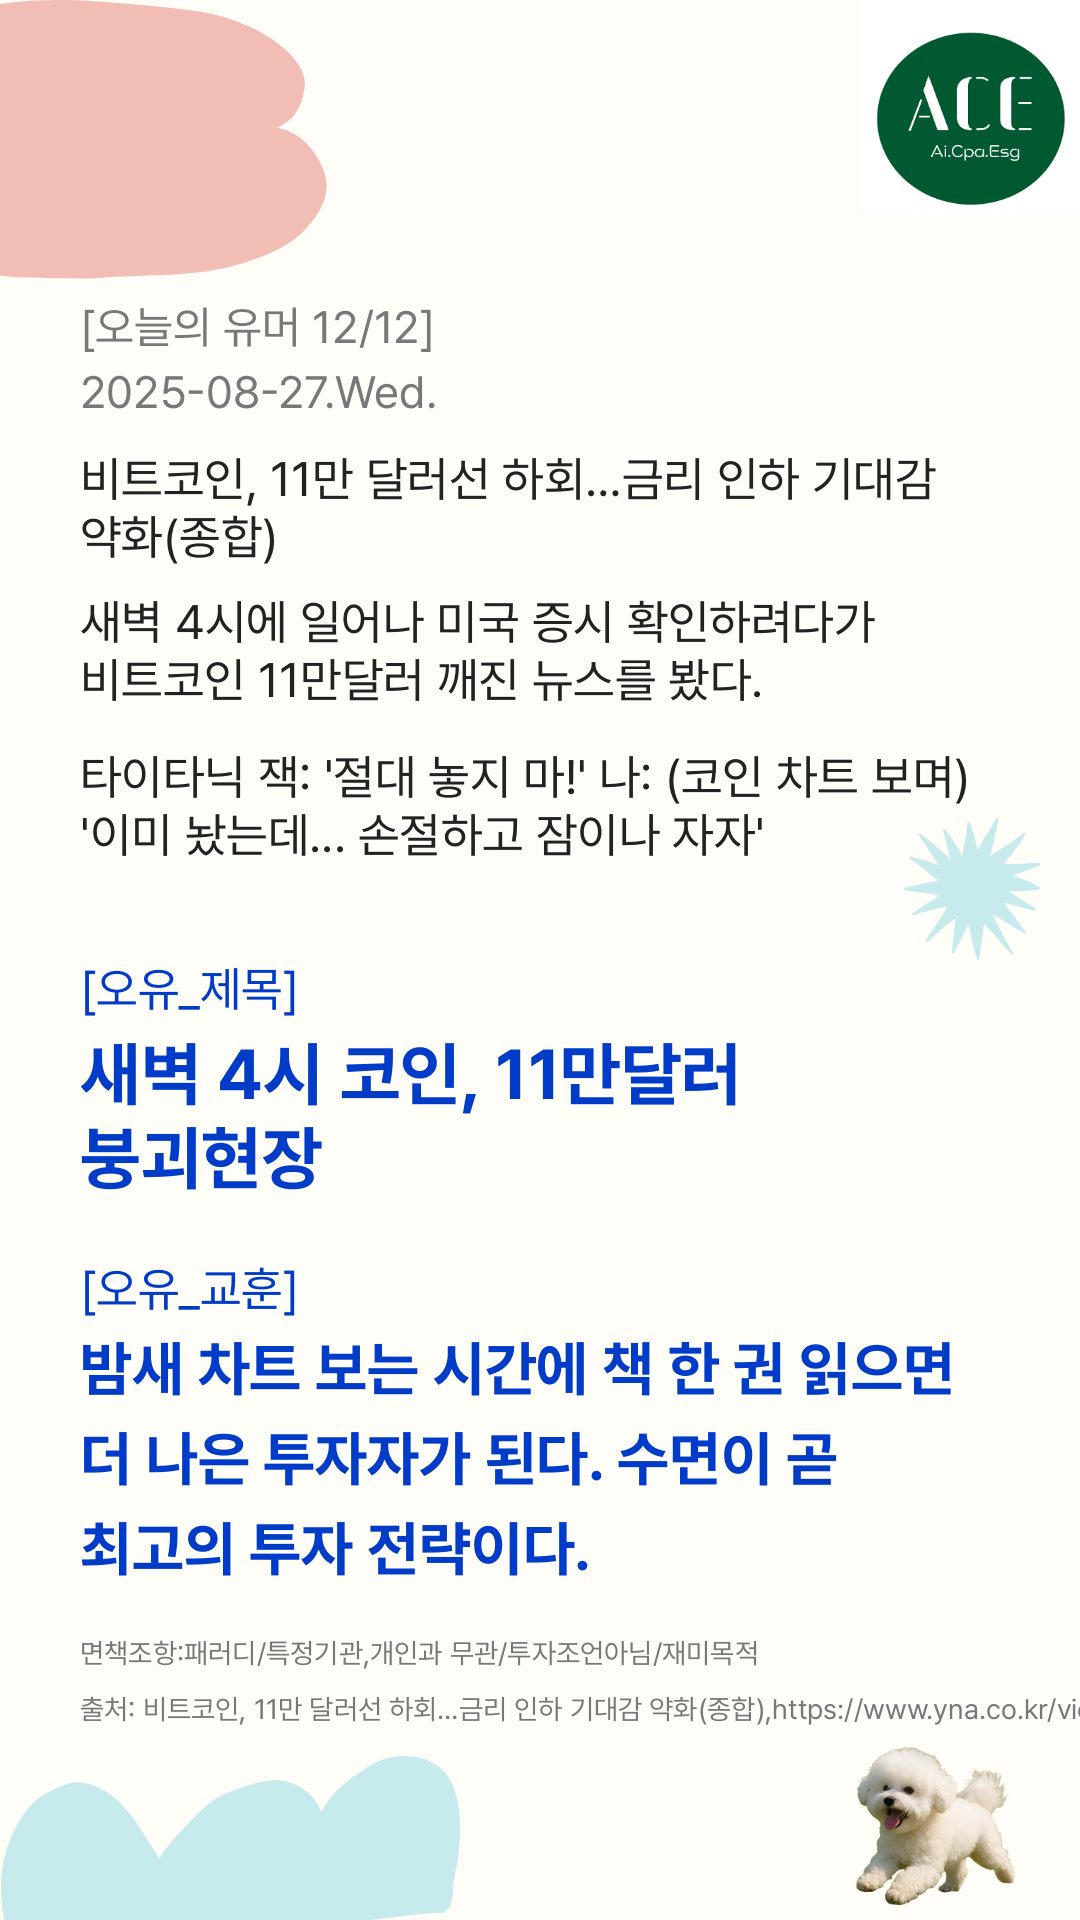 ACE
Ai.Cpa.Esg
[오늘의 유머 12/12]
2025-08-27.Wed.
비트코인, 11만 달러선 하회...금리 인하 기대감
약화(종합)
새벽 4시에 일어나 미국 증시 확인하려다가
비트코인 11만달러 깨진 뉴스를 봤다.
타이타닉 잭: '절대 놓지 마!' 나: (코인 차트 보며)
'이미 놨는데... 손절하고 잠이나 자자'
[오유_제목]
새벽 4시 코인, 11만달러
붕괴현장
[오유_교훈]
밤새 차트 보는 시간에 책 한 권 읽으면
더 나은 투자자가 된다. 수면이 곧
최고의 투자 전략이다.
면책조항:패러디/특정기관,개인과 무관/투자조언아님/재미목적
출처: 비트코인, 11만 달러선 하회...금리 인하 기대감 약화(종합),https://www.yna.co.kr/vi